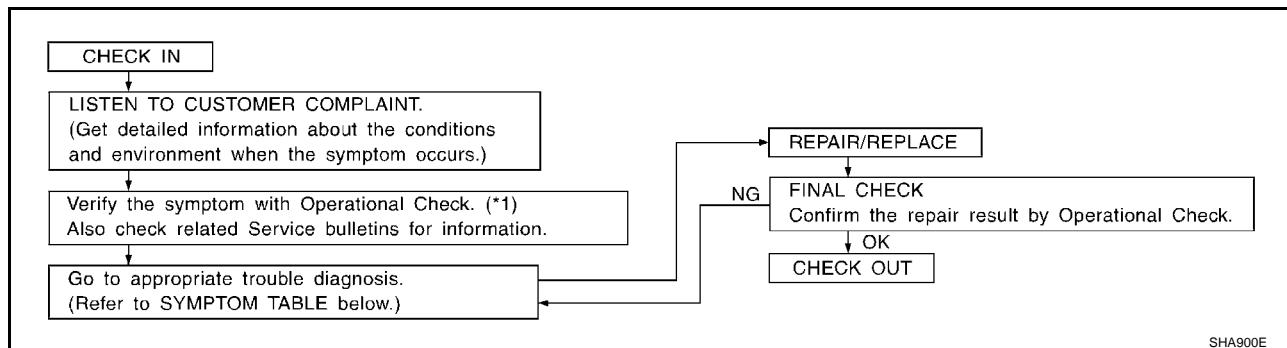 CHECK IN
LISTEN TO CUSTOMER COMPLAINT.
(Get detailed information about the conditions
and environment when the symptom occurs.)
Verify the symptom with Operational Check. (*1)
Also check related Service bulletins for information.
Go to appropriate trouble diagnosis.
(Refer to SYMPTOM TABLE below.)
REPAIR/REPLACE
NG
FINAL CHECK
Confirm the repair result by Operational Check.
OK
CHECK OUT
SHA900E